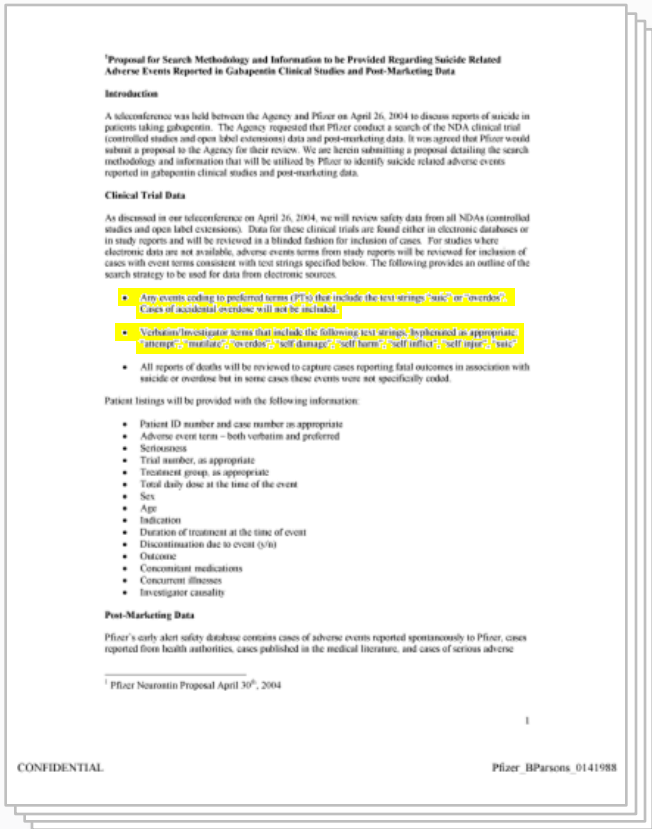 ¹Proposal for Search Methodology and Information to be Provided Regarding Suicide Related
Adverse Events Reported in Gabapentin Clinical Studies and Post-Marketing Data
Introduction
A teleconference was held between the Agency and Pfizer on April 26, 2004 to discuss reports of suicide in
patients taking gabapentin. The Agency requested that Pfizer conduct a search of the NDA clinical trial
(controlled studies and open label extensions) data and post-marketing data. It was agreed that Pfizer would
submit a proposal to the Agency for their review. We are herein submitting a proposal detailing the search
methodology and information that will be utilized by Pfizer to identify suicide related adverse events
reported in gabapentin clinical studies and post-marketing data.
Clinical Trial Data
As discussed in our teleconference on April 26, 2004, we will review safety data from all NDAs (controlled
studies and open label extensions). Data for these clinical trials are found either in electronic databases or
in study reports and will be reviewed in a blinded fashion for inclusion of cases. For studies where
electronic data are not available, adverse events terms from study reports will be reviewed for inclusion of
cases with event terms consistent with text strings specified below. The following provides an outline of the
search strategy to be used for data from electronic sources.
• Any events coding to preferred terms (PTs) that include the text strings "suic" or "overdos".
Cases of accidental overdose will not be included.
• Verbatim/Investigator terms that include the following text strings, hyphenated as appropriate:
"attempt", "mutilate", "overdos", "self damage", "self harm", "self inflict", "self injur", "suic"
• All reports of deaths will be reviewed to capture cases reporting fatal outcomes in association with
suicide or overdose but in some cases these events were not specifically coded.
Patient listings will be provided with the following information:
• Patient ID number and case number as appropriate
• Adverse event term – both verbatim and preferred
• Seriousness
• Trial number, as appropriate
• Treatment group, as appropriate
• Total daily dose at the time of the event
• Sex
• Age
• Indication
• Duration of treatment at the time of event
• Discontinuation due to event (y/n)
• Outcome
• Concomitant medications
• Concurrent illnesses
• Investigator causality
Post-Marketing Data
Pfizer's early alert safety database contains cases of adverse events reported spontaneously to Pfizer, cases
reported from health authorities, cases published in the medical literature, and cases of serious adverse
¹ Pfizer Neurontin Proposal April 30th, 2004
1
CONFIDENTIAL Pfizer_BParsons_0141988